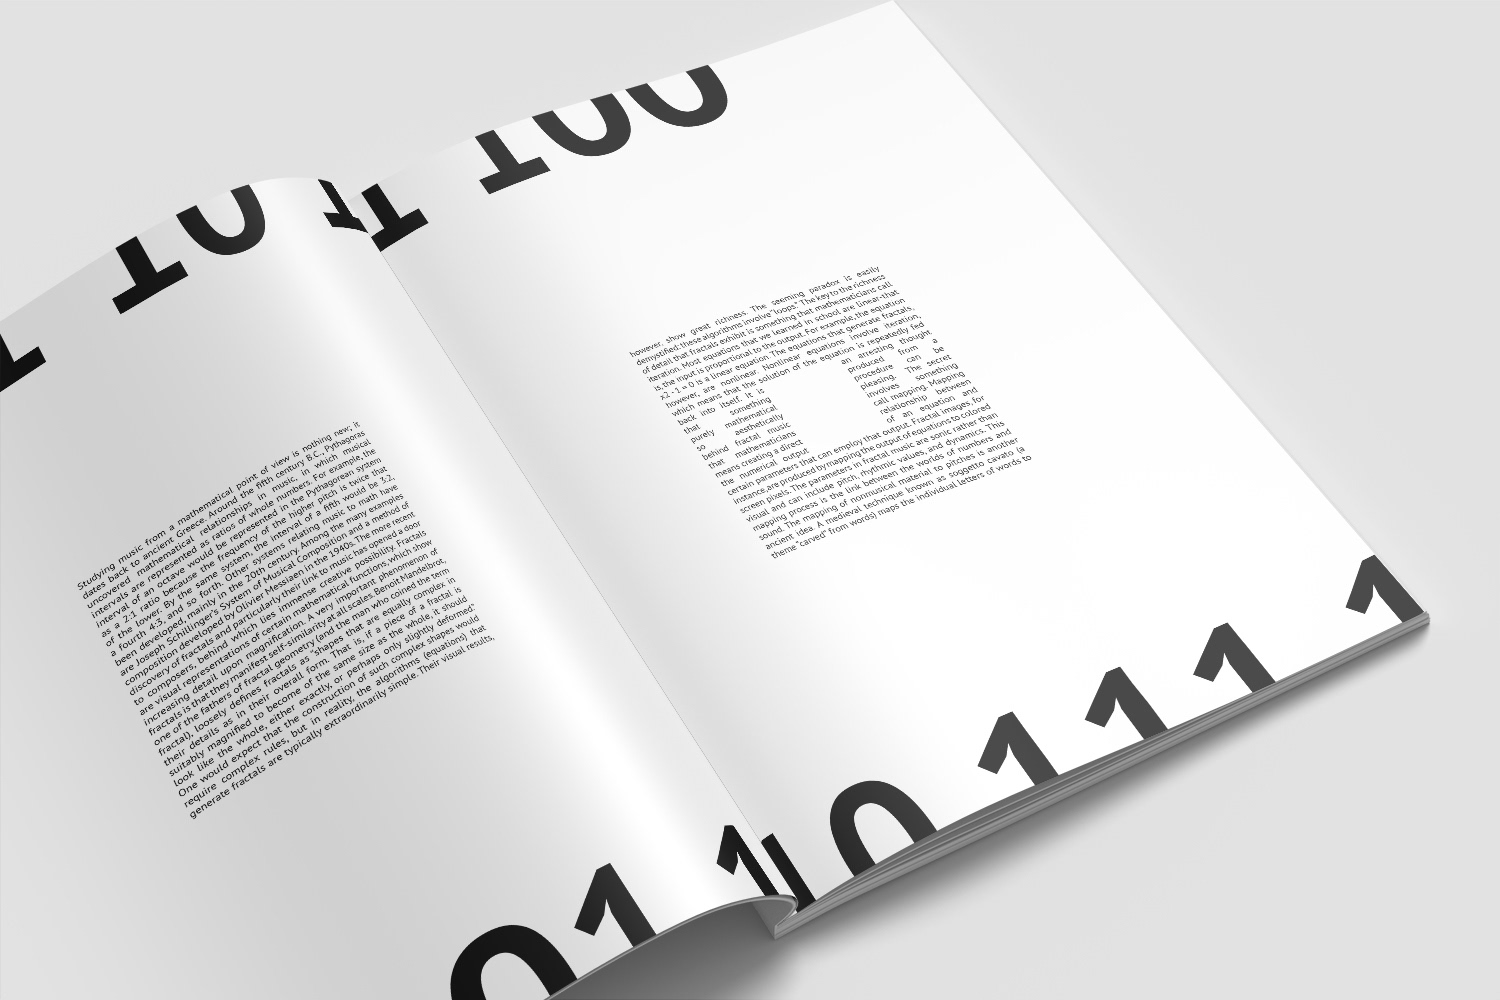 1 10 1
1 100
Studying music from a mathematical point of view is nothing new; it
dates back to ancient Greece. Around the fifth century B.C., Pythagoras
uncovered mathematical relationships in music, in which musical
intervals are represented as ratios of whole numbers. For example, the
interval of an octave would be represented in the Pythagorean system
as a 2:1 ratio because the frequency of the higher pitch is twice that
of the lower. By the same system, the interval of a fifth would be 3:2,
a fourth 4:3, and so forth. Other systems relating music to math have
been developed, mainly in the 20th century. Among the many examples
are Joseph Schillinger's System of Musical Composition and a method of
composition developed by Olivier Messiaen in the 1940s. The more recent
discovery of fractals and particularly their link to music has opened a door
to composers, behind which lies immense creative possibility. Fractals
are visual representations of certain mathematical functions, which show
increasing detail upon magnification. A very important phenomenon of
fractals is that they manifest self-similarity at all scales. Benoit Mandelbrot,
one of the fathers of fractal geometry (and the man who coined the term
fractal), loosely defines fractals as "shapes that are equally complex in
their details as in their overall form. That is, if a piece of a fractal is
suitably magnified to become of the same size as the whole, it should
look like the whole, either exactly, or perhaps only slightly deformed."
One would expect that the construction of such complex shapes would
require complex rules, but in reality, the algorithms (equations) that
generate fractals are typically extraordinarily simple. Their visual results,
01 1
however, show great richness. The seeming paradox is easily
demystified: these algorithms involve "loops." The key to the richness
of detail that fractals exhibit is something that mathematicians call
iteration. Most equations that we learned in school are linear-that
is, the input is proportional to the output. For example, the equation
x2 - 1 = 0 is a linear equation. The equations that generate fractals,
however, are nonlinear. Nonlinear equations involve iteration,
which means that the solution of the equation is repeatedly fed
back into itself. It is an arresting thought
that something produced from a
purely mathematical procedure can be
so aesthetically pleasing. The secret
behind fractal music involves something
that mathematicians call mapping. Mapping
means creating a direct relationship between
the numerical output of an equation and
certain parameters that can employ that output. Fractal images, for
instance, are produced by mapping the output of equations to colored
screen pixels. The parameters in fractal music are sonic rather than
visual and can include pitch, rhythmic values, and dynamics. This
mapping process is the link between the worlds of numbers and
sound. The mapping of nonmusical material to pitches is another
ancient idea. A medieval technique known as soggetto cavato (a
theme "carved" from words) maps the individual letters of words to
1 0 1 1 1 1